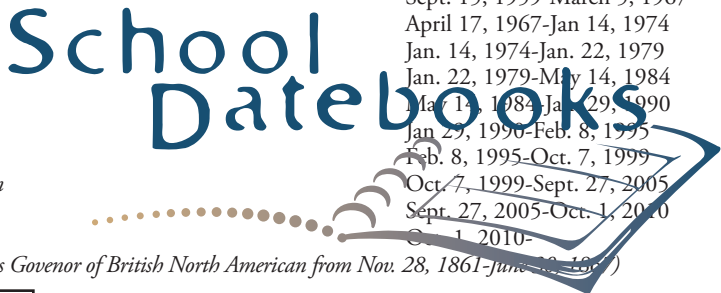 School
Datebooks
April 17, 1967-Jan 14, 1974
Jan. 14, 1974-Jan. 22, 1979
Jan. 22, 1979-May 14, 1984
May 14, 1984-Jan 29, 1990
Jan 29, 1990-Feb. 8, 1995
Feb. 8, 1995-Oct. 7, 1999
Oct. 7, 1999-Sept. 27, 2005
Sept. 27, 2005-Oct. 1, 2010
Oct. 1, 2010-
Govenor of British North American from Nov. 28, 1861-June